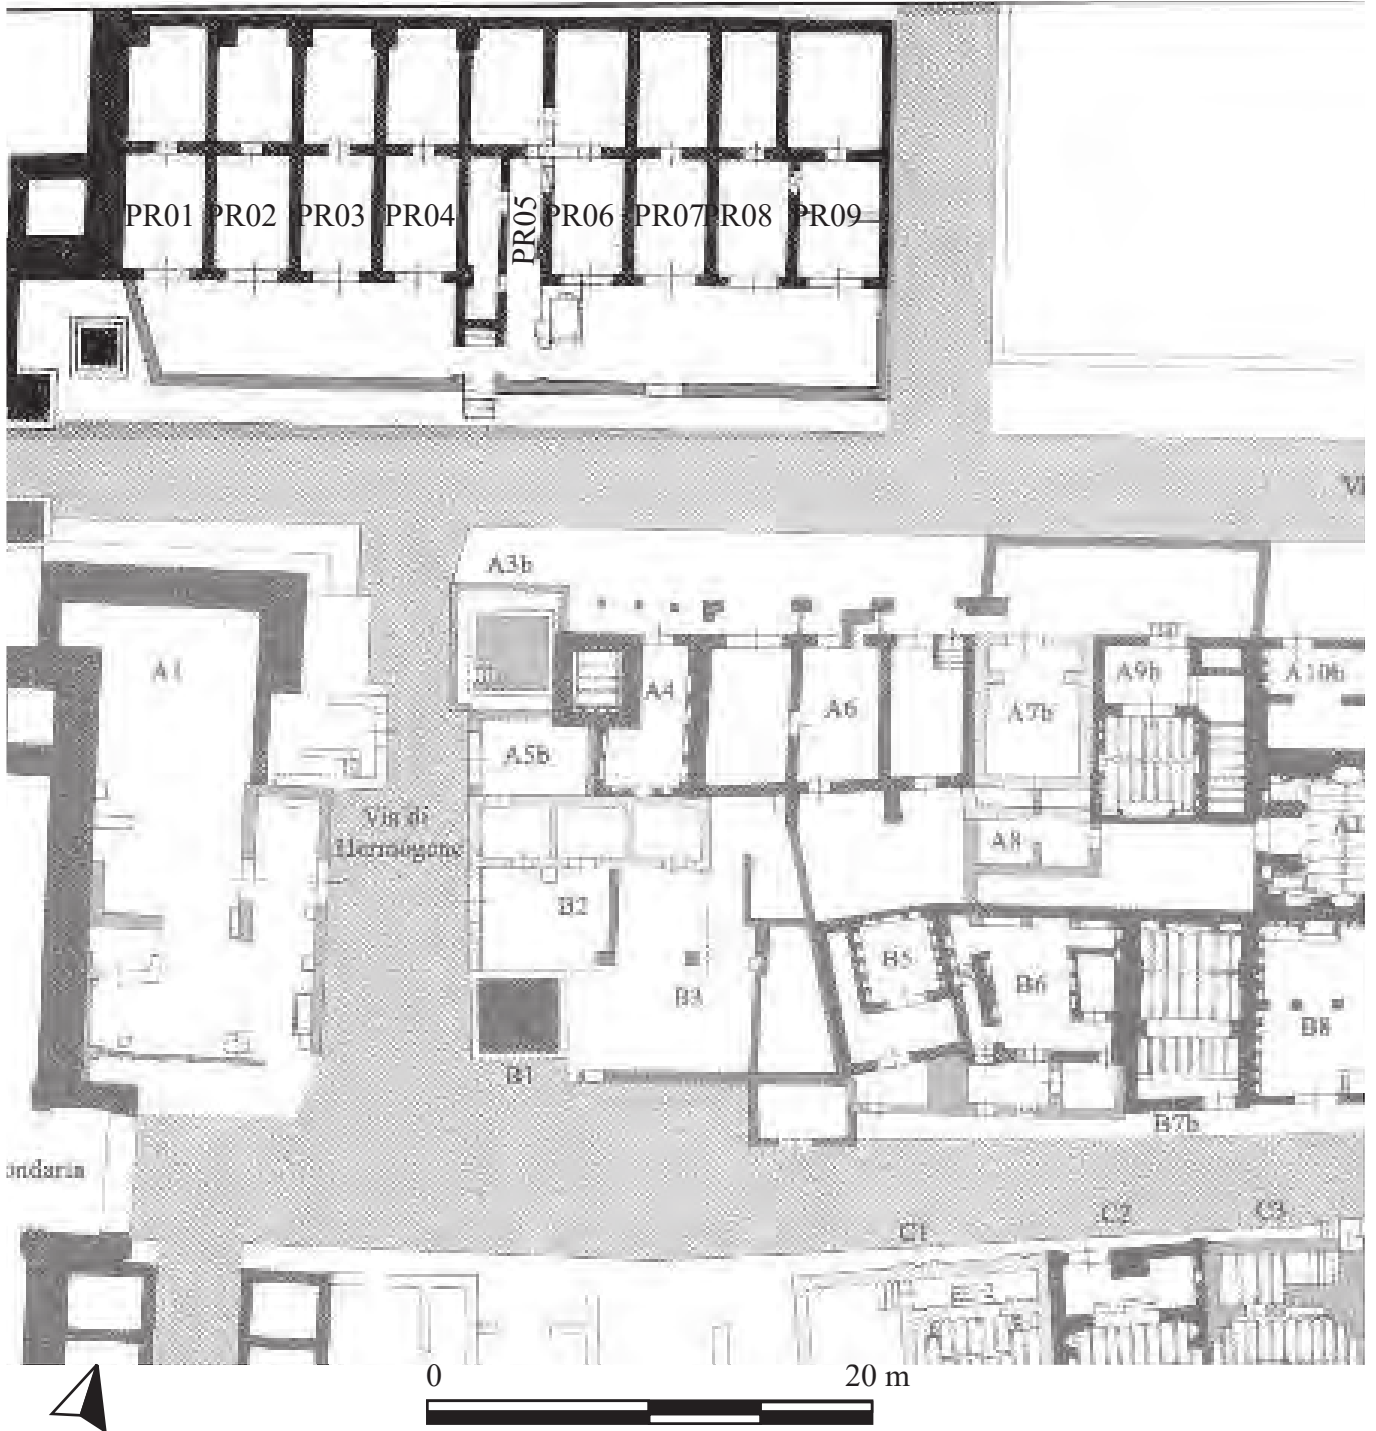 PR01 PR02 PR03 PR04 PR05 PR06 PR07 PR08 PR09
A3b
A1
A4
A6
A7b
A9b
A10b
A5b
Via di
Hermogene
A8
B2
B5
B6
B3
B8
B1
B7b
ondaria
C1
C2
C3
0
20 m